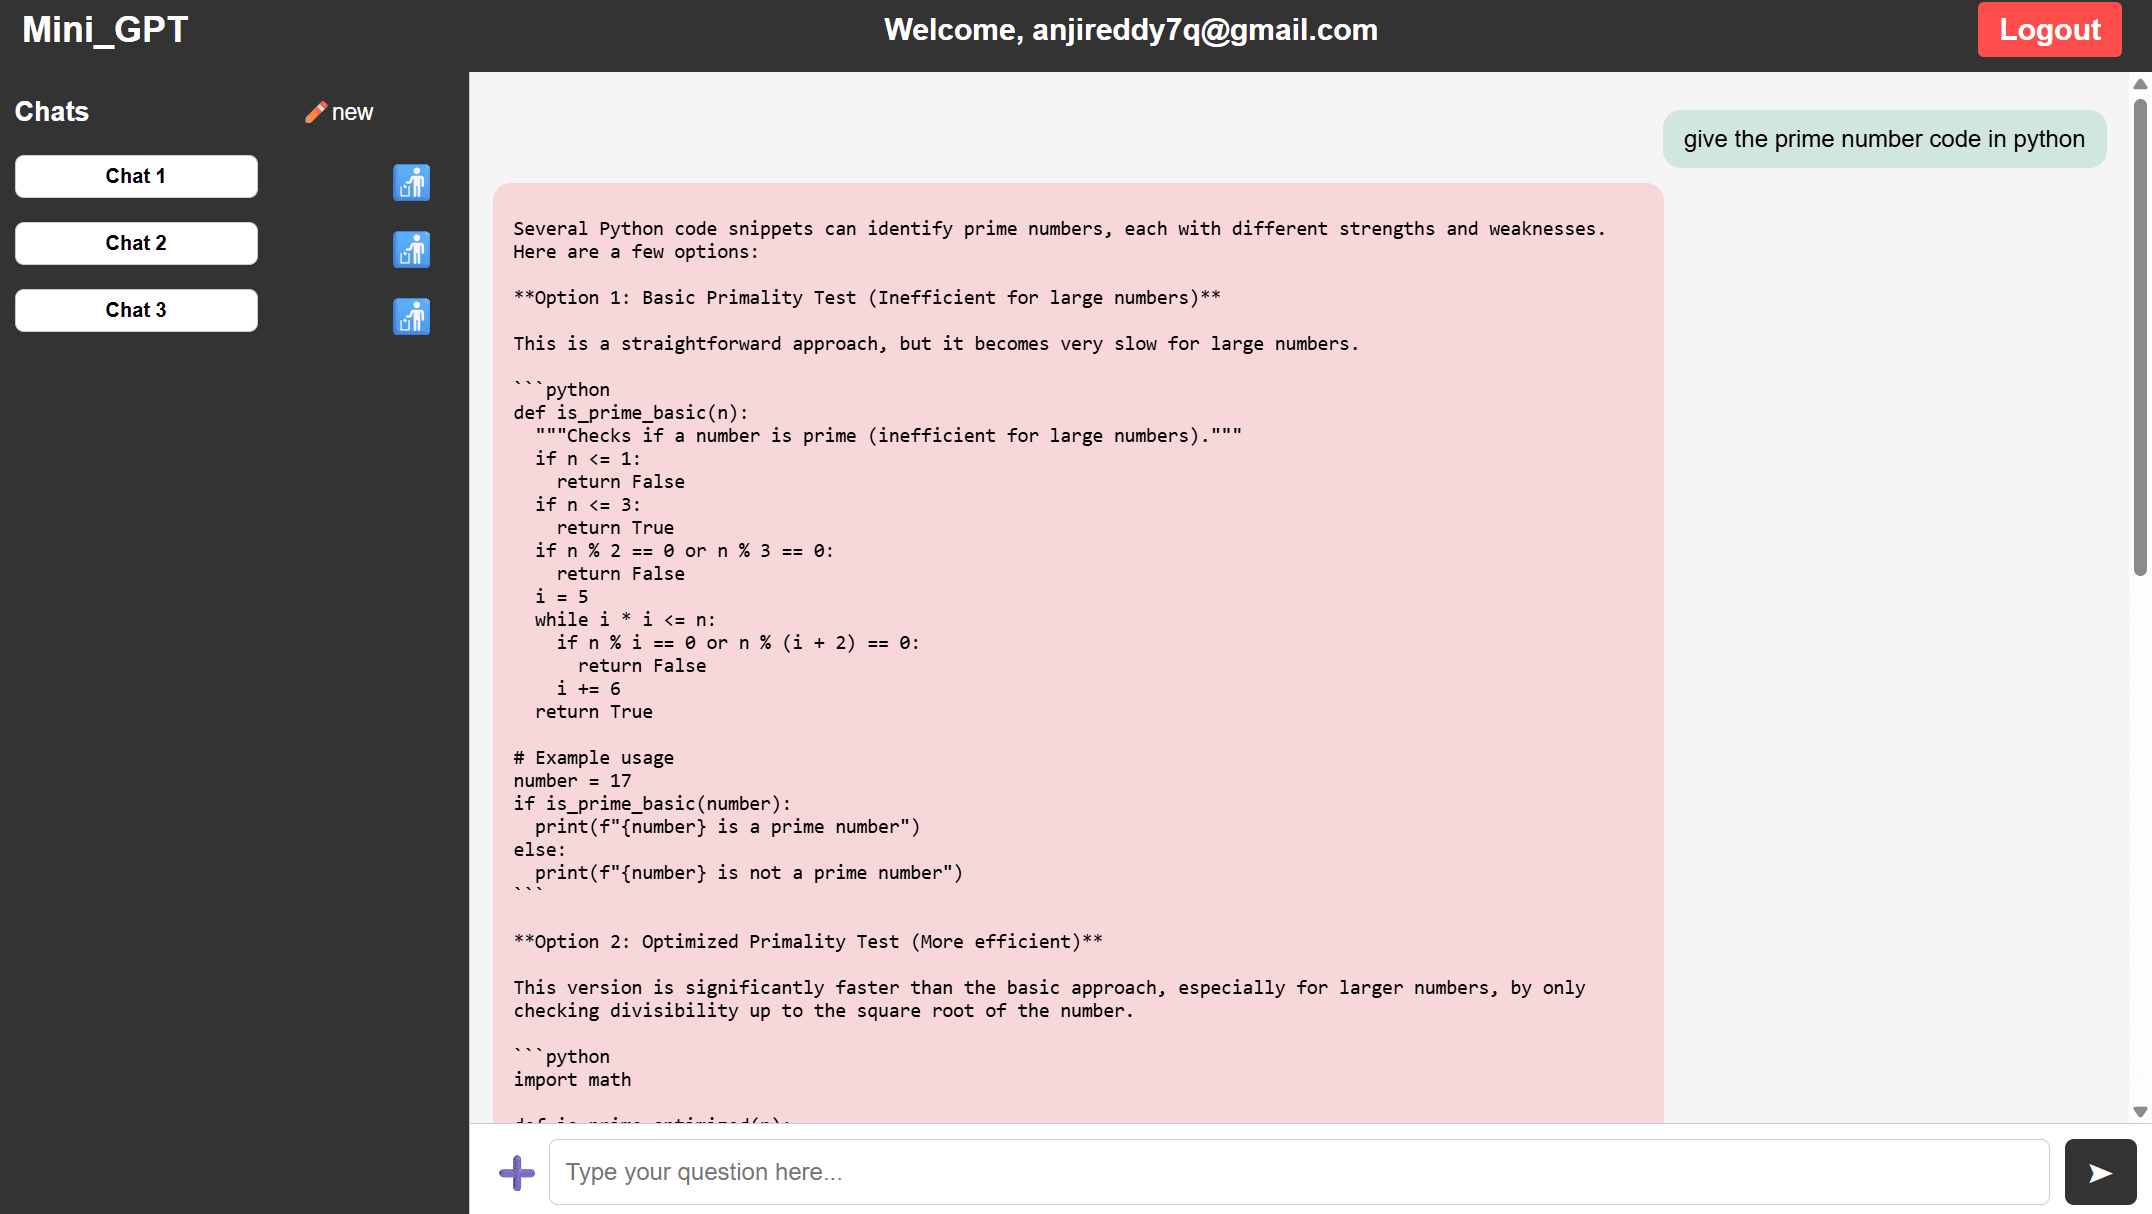 Mini_GPT
Welcome, anjireddy7q@gmail.com
Logout
Chats
new
Chat 1
Chat 2
Chat 3
give the prime number code in python
Several Python code snippets can identify prime numbers, each with different strengths and weaknesses.
Here are a few options:
**Option 1: Basic Primality Test (Inefficient for large numbers)**
This is a straightforward approach, but it becomes very slow for large numbers.
```python
def is_prime_basic(n):
  """Checks if a number is prime (inefficient for large numbers)."""
  if n <= 1:
    return False
  if n <= 3:
    return True
  if n % 2 == 0 or n % 3 == 0:
    return False
  i = 5
  while i * i <= n:
    if n % i == 0 or n % (i + 2) == 0:
      return False
    i += 6
  return True
# Example usage
number = 17
if is_prime_basic(number):
  print(f"{number} is a prime number")
else:
  print(f"{number} is not a prime number")
```
**Option 2: Optimized Primality Test (More efficient)**
This version is significantly faster than the basic approach, especially for larger numbers, by only
checking divisibility up to the square root of the number.
```python
import math
def is_prime_optimized(n):
Type your question here...